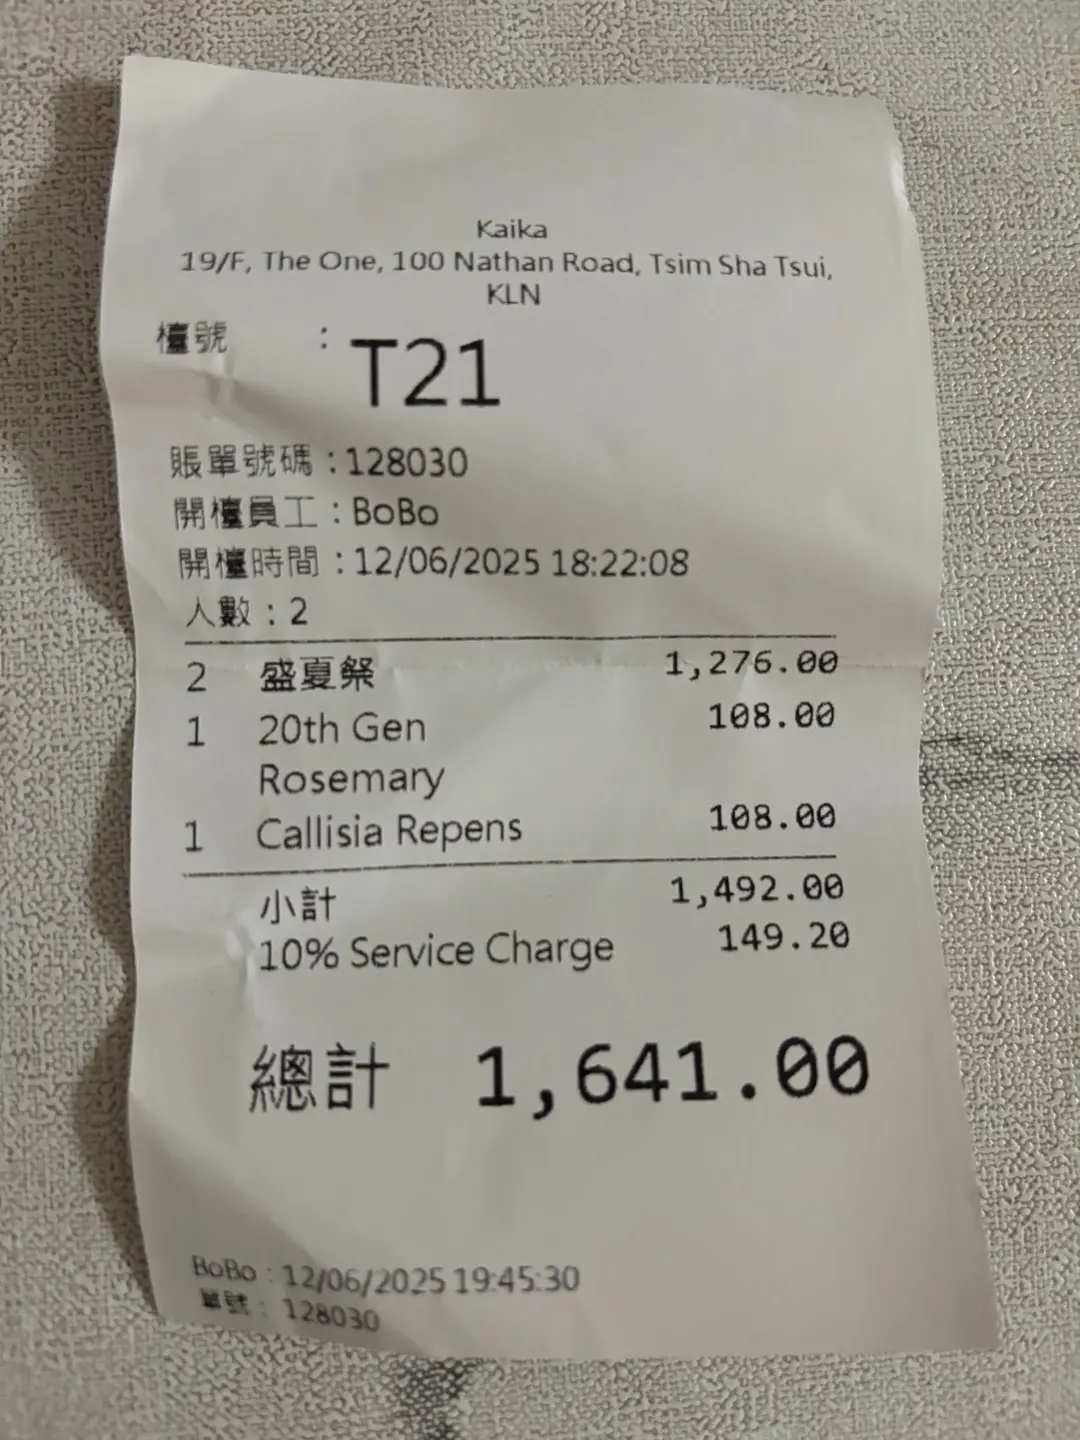 Kaika
19/F, The One, 100 Nathan Road, Tsim Sha Tsui,
KLN
檯號 : T21
賬單號碼 : 128030
開檯員工 : BoBo
開檯時間 : 12/06/2025 18:22:08
人數 : 2
2 盛夏祭 1,276.00
1 20th Gen 108.00
Rosemary
1 Callisia Repens 108.00
小計 1,492.00
10% Service Charge 149.20
總計 1,641.00
BoBo : 12/06/2025 19:45:30
單號 : 128030